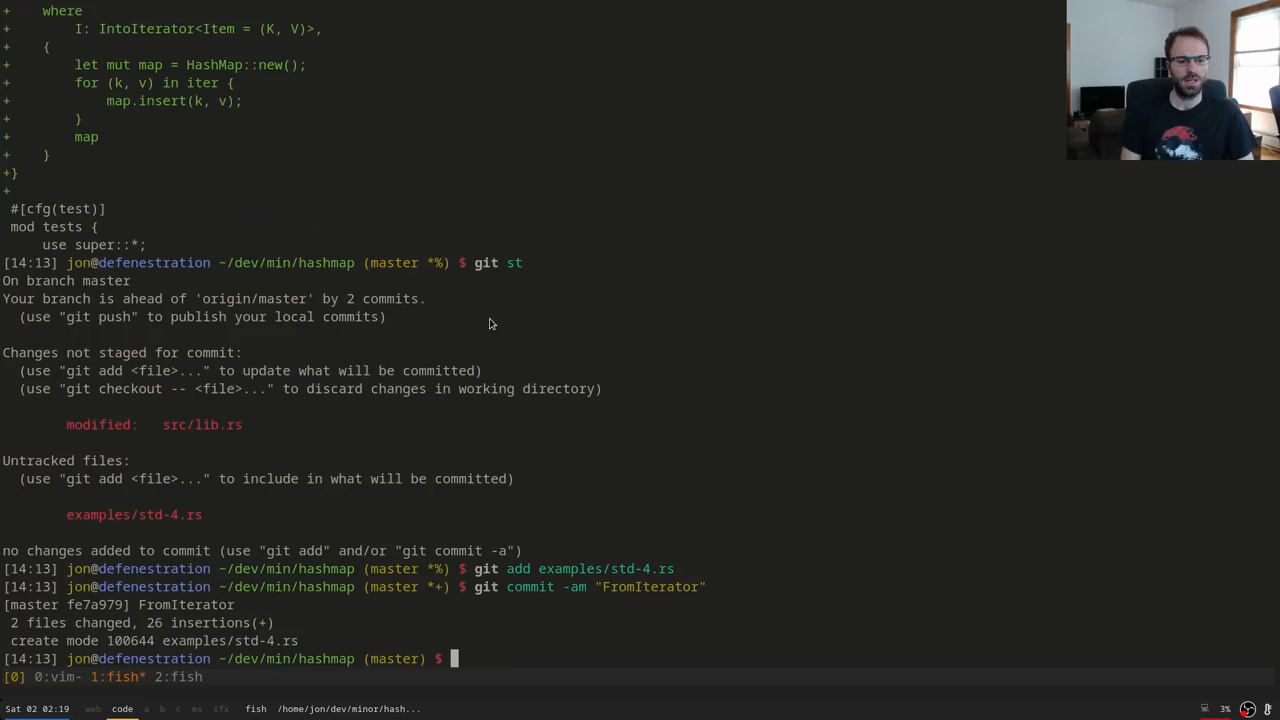 +    where
+        I: IntoIterator<Item = (K, V)>,
+    {
+        let mut map = HashMap::new();
+        for (k, v) in iter {
+            map.insert(k, v);
+        }
+        map
+    }
+}
+
 #[cfg(test)]
 mod tests {
     use super::*;
[14:13] jon@defenestration ~/dev/min/hashmap (master *%) $ git st
On branch master
Your branch is ahead of 'origin/master' by 2 commits.
  (use "git push" to publish your local commits)
Changes not staged for commit:
  (use "git add <file>..." to update what will be committed)
  (use "git checkout -- <file>..." to discard changes in working directory)
        modified:   src/lib.rs
Untracked files:
  (use "git add <file>..." to include in what will be committed)
        examples/std-4.rs
no changes added to commit (use "git add" and/or "git commit -a")
[14:13] jon@defenestration ~/dev/min/hashmap (master *%) $ git add examples/std-4.rs
[14:13] jon@defenestration ~/dev/min/hashmap (master *+) $ git commit -am "FromIterator"
[master fe7a979] FromIterator
 2 files changed, 26 insertions(+)
 create mode 100644 examples/std-4.rs
[14:13] jon@defenestration ~/dev/min/hashmap (master) $
[0] 0:vim- 1:fish* 2:fish
Sat 02 02:19 web code a b c mx sfx fish /home/jon/dev/minor/hash... 3%